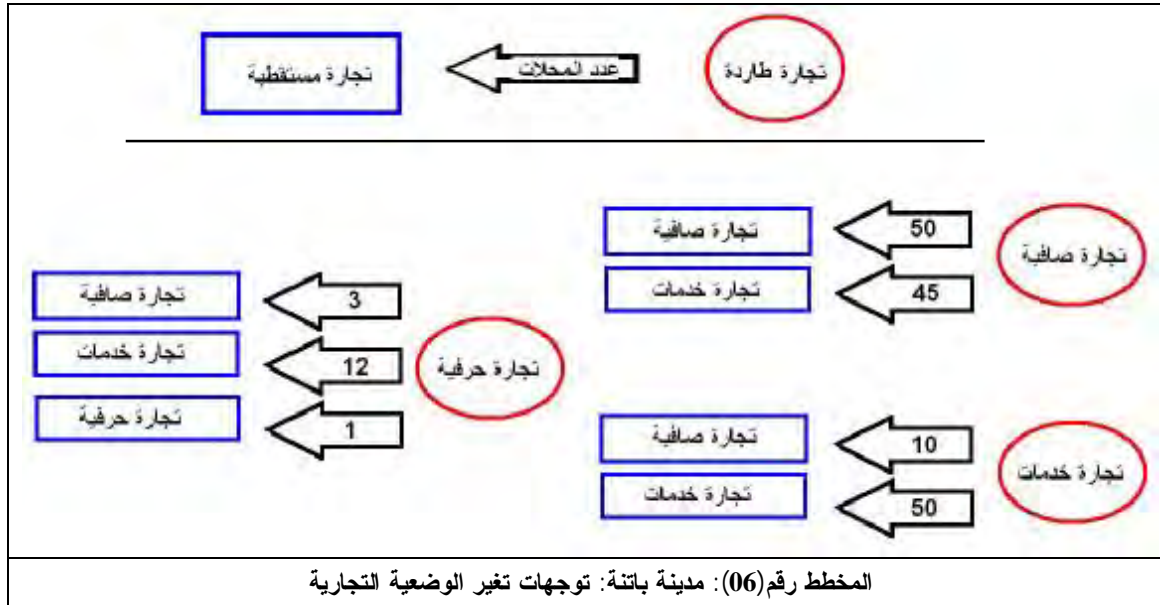 تجارة طاردة
عدد المحلات
تجارة مستقطبة
تجارة صافية
50
تجارة صافية
45
تجارة خدمات
تجارة حرفية
3
تجارة صافية
12
تجارة خدمات
1
تجارة حرفية
تجارة خدمات
10
تجارة صافية
50
تجارة خدمات
المخطط رقم(06): مدينة باتنة: توجهات تغير الوضعية التجارية